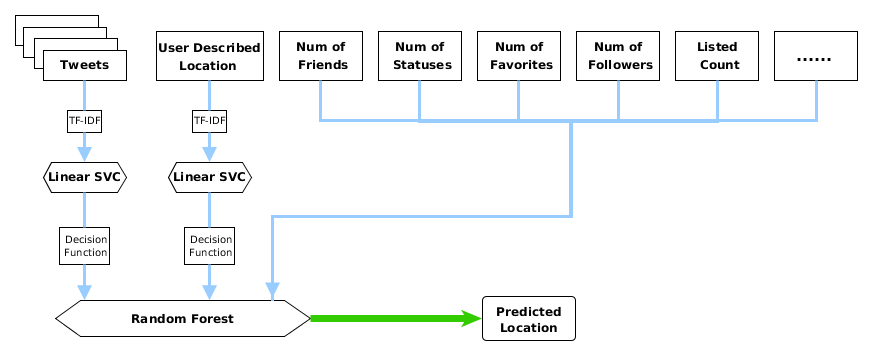 Tweets
User Described
Location
Num of
Friends
Num of
Statuses
Num of
Favorites
Num of
Followers
Listed
Count
......
TF-IDF
TF-IDF
Linear SVC
Linear SVC
Decision
Function
Decision
Function
Random Forest
Predicted
Location